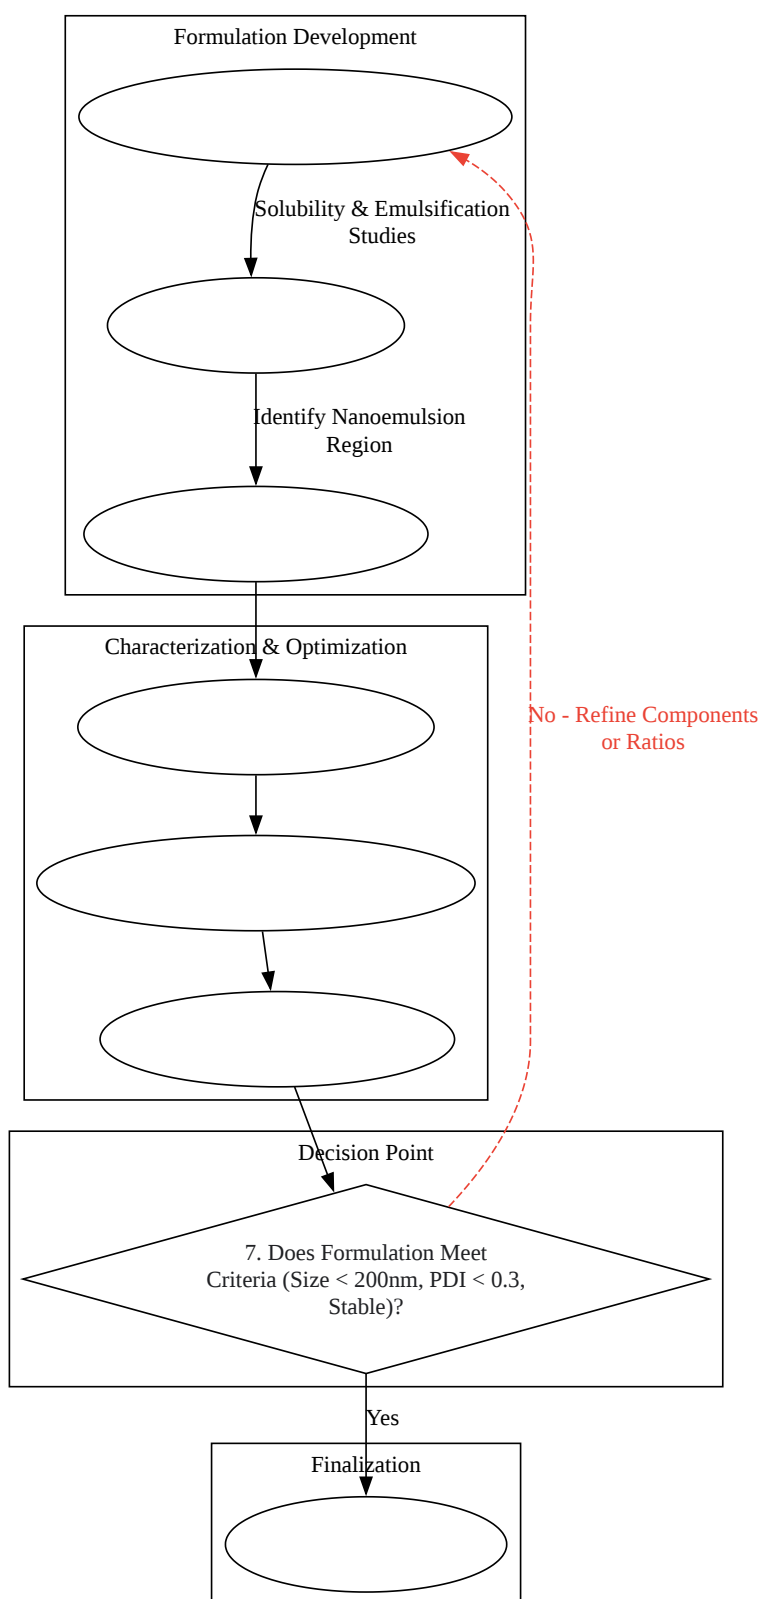 Formulation Development
Solubility & Emulsification
Studies
Identify Nanoemulsion
Region
Characterization & Optimization
No - Refine Components
or Ratios
Decision Point
7. Does Formulation Meet
Criteria (Size < 200nm, PDI < 0.3,
Stable)?
Yes
Finalization